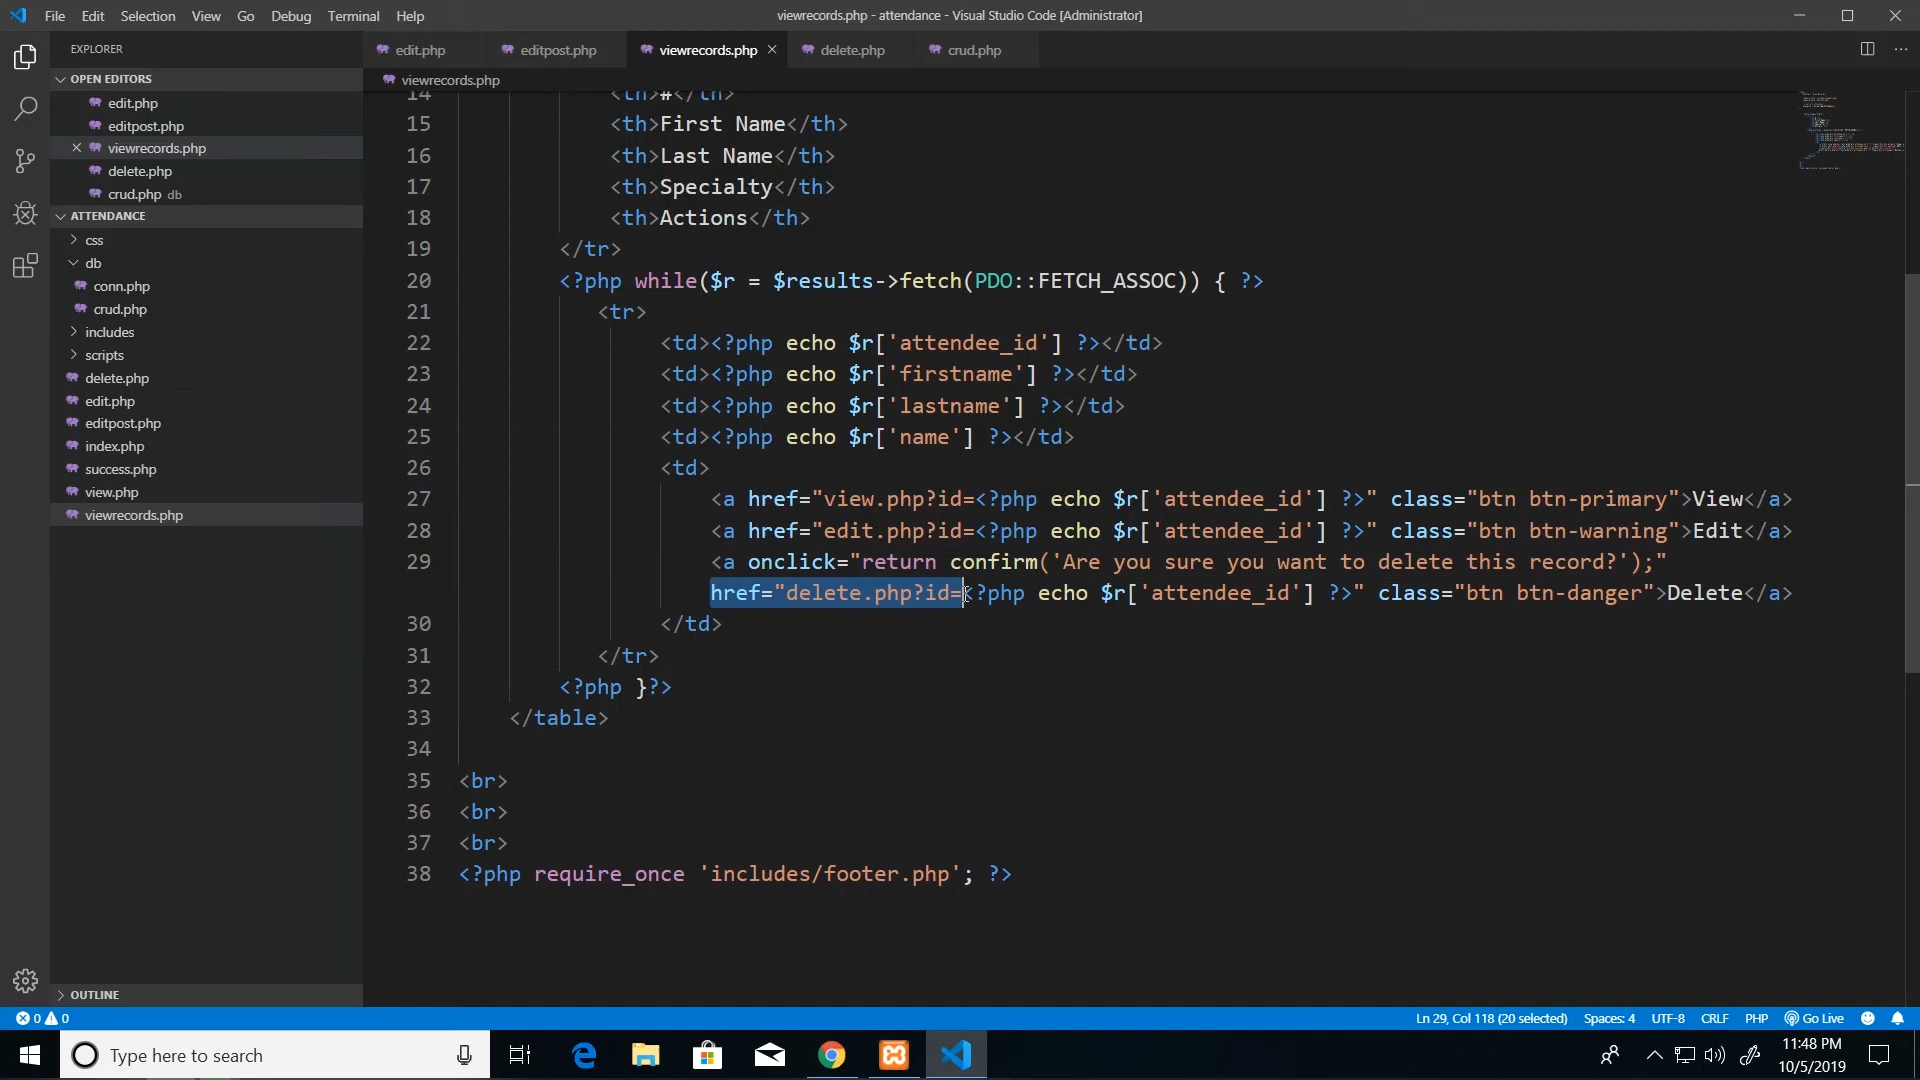 File Edit Selection View Go Debug Terminal Help
viewrecords.php - attendance - Visual Studio Code [Administrator]
EXPLORER
OPEN EDITORS
edit.php
editpost.php
viewrecords.php
delete.php
crud.php db
ATTENDANCE
css
db
conn.php
crud.php
includes
scripts
delete.php
edit.php
editpost.php
index.php
success.php
view.php
viewrecords.php
OUTLINE
edit.php editpost.php viewrecords.php delete.php crud.php
viewrecords.php
14 <th>#</th>
15 <th>First Name</th>
16 <th>Last Name</th>
17 <th>Specialty</th>
18 <th>Actions</th>
19 </tr>
20 <?php while($r = $results->fetch(PDO::FETCH_ASSOC)) { ?>
21 <tr>
22 <td><?php echo $r['attendee_id'] ?></td>
23 <td><?php echo $r['firstname'] ?></td>
24 <td><?php echo $r['lastname'] ?></td>
25 <td><?php echo $r['name'] ?></td>
26 <td>
27 <a href="view.php?id=<?php echo $r['attendee_id'] ?>" class="btn btn-primary">View</a>
28 <a href="edit.php?id=<?php echo $r['attendee_id'] ?>" class="btn btn-warning">Edit</a>
29 <a onclick="return confirm('Are you sure you want to delete this record?');"
href="delete.php?id=<?php echo $r['attendee_id'] ?>" class="btn btn-danger">Delete</a>
30 </td>
31 </tr>
32 <?php }?>
33 </table>
34
35 <br>
36 <br>
37 <br>
38 <?php require_once 'includes/footer.php'; ?>
0 0
Ln 29, Col 118 (20 selected) Spaces: 4 UTF-8 CRLF PHP Go Live
Type here to search
11:48 PM
10/5/2019